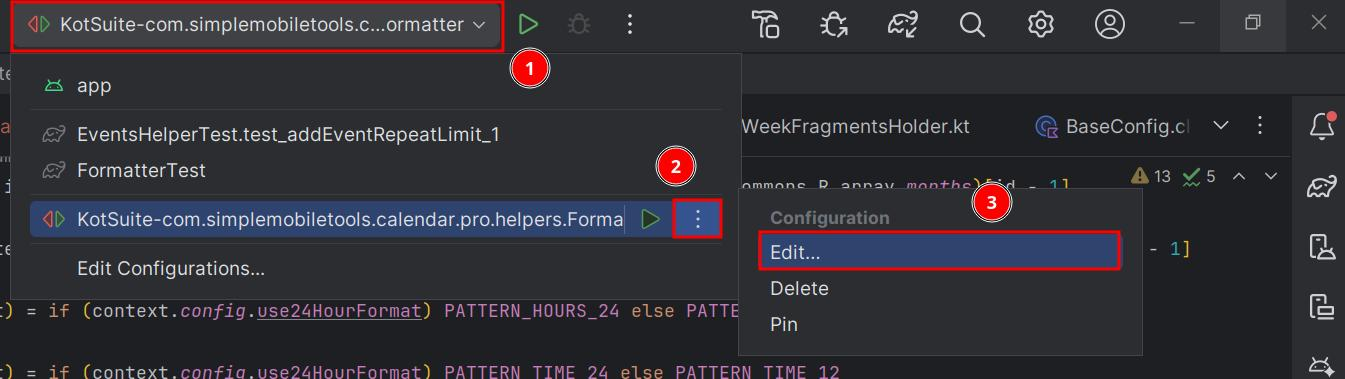 KotSuite-com.simplemobiletools.c...ormatter
1
app
EventsHelperTest.test_addEventRepeatLimit_1
WeekFragmentsHolder.kt
BaseConfig.cl
FormatterTest
2
ommons.R.array.months)[id - 1]
13
5
KotSuite-com.simplemobiletools.calendar.pro.helpers.Forma
3
Configuration
Edit...
- 1]
Edit Configurations...
Delete
t) = if (context.config.use24HourFormat) PATTERN_HOURS_24 else PATTE
Pin
t) = if (context.config.use24HourFormat) PATTERN_TIME_24 else PATTERN_TIME_12